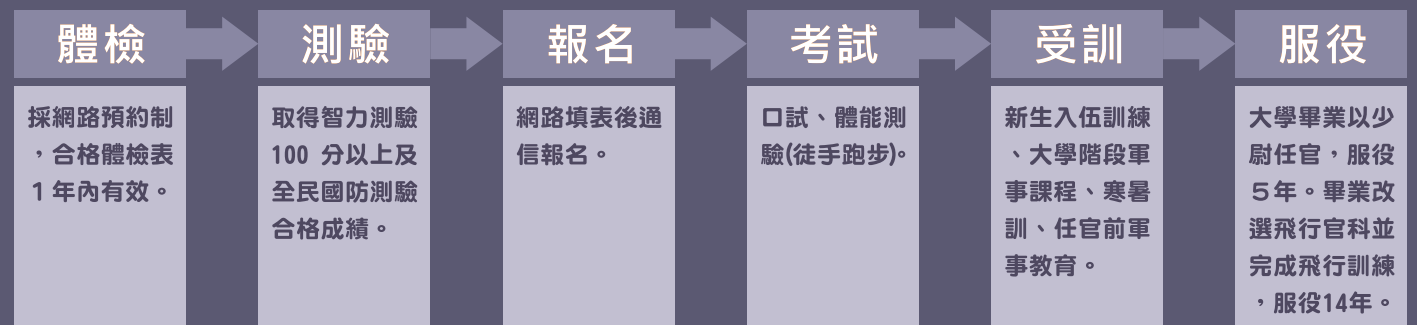 體檢
採網路預約制
，合格體檢表
1 年內有效。
測驗
取得智力測驗
100 分以上及
全民國防測驗
合格成績。
報名
網路填表後通
信報名。
考試
口試、體能測
驗(徒手跑步)。
受訓
新生入伍訓練
、大學階段軍
事課程、寒暑
訓、任官前軍
事教育。
服役
大學畢業以少
尉任官，服役
5 年。畢業改
選飛行官科並
完成飛行訓練
，服役14年。